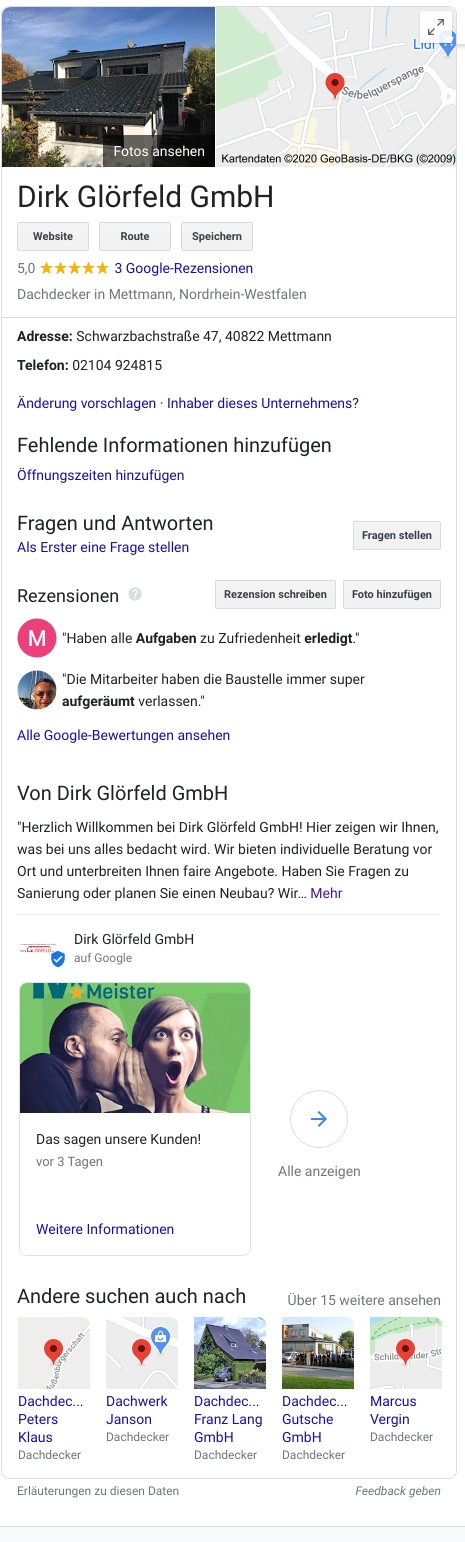 Lidl
Seibelquerspange
Fotos ansehen
Kartendaten ©2020 GeoBasis-DE/BKG (©2009)
Dirk Glörfeld GmbH
Website Route Speichern
5,0 3 Google-Rezensionen
Dachdecker in Mettmann, Nordrhein-Westfalen
Adresse: Schwarzbachstraße 47, 40822 Mettmann
Telefon: 02104 924815
Änderung vorschlagen · Inhaber dieses Unternehmens?
Fehlende Informationen hinzufügen
Öffnungszeiten hinzufügen
Fragen und Antworten
Fragen stellen
Als Erster eine Frage stellen
Rezensionen ? Rezension schreiben Foto hinzufügen
M "Haben alle Aufgaben zu Zufriedenheit erledigt."
"Die Mitarbeiter haben die Baustelle immer super
aufgeräumt verlassen."
Alle Google-Bewertungen ansehen
Von Dirk Glörfeld GmbH
"Herzlich Willkommen bei Dirk Glörfeld GmbH! Hier zeigen wir Ihnen,
was bei uns alles bedacht wird. Wir bieten individuelle Beratung vor
Ort und unterbreiten Ihnen faire Angebote. Haben Sie Fragen zu
Sanierung oder planen Sie einen Neubau? Wir… Mehr
Dirk Glörfeld GmbH
auf Google
Meister
Das sagen unsere Kunden!
vor 3 Tagen
Alle anzeigen
Weitere Informationen
Andere suchen auch nach Über 15 weitere ansehen
Dachdec... Dachwerk Dachdec... Dachdec... Marcus
Peters Janson Franz Lang Gutsche Vergin
Klaus Dachdecker GmbH GmbH Dachdecker
Dachdecker Dachdecker Dachdecker
Erläuterungen zu diesen Daten Feedback geben